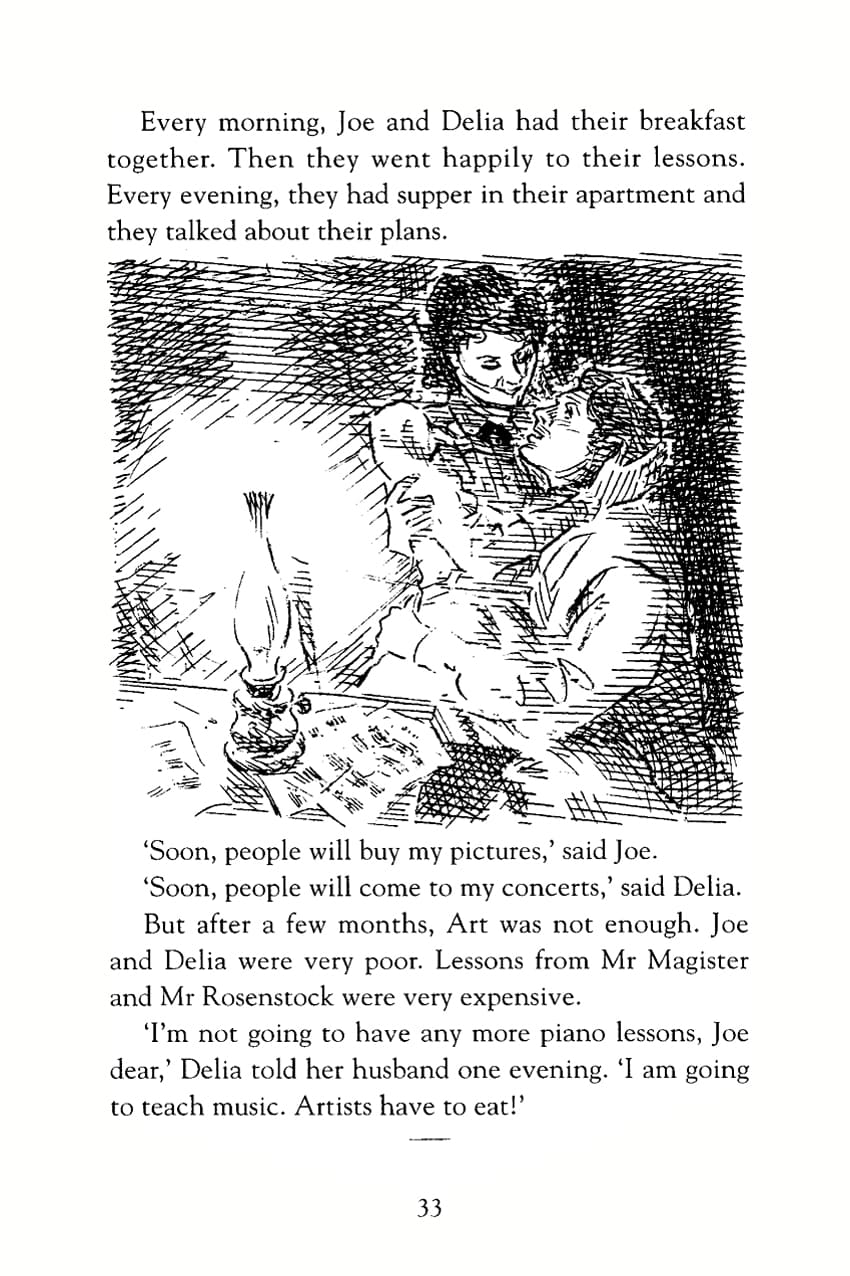 Every morning, Joe and Delia had their breakfast
together. Then they went happily to their lessons.
Every evening, they had supper in their apartment and
they talked about their plans.
‘Soon, people will buy my pictures,’ said Joe.
‘Soon, people will come to my concerts,’ said Delia.
But after a few months, Art was not enough. Joe
and Delia were very poor. Lessons from Mr Magister
and Mr Rosenstock were very expensive.
‘I’m not going to have any more piano lessons, Joe
dear,’ Delia told her husband one evening. ‘I am going
to teach music. Artists have to eat!’
33